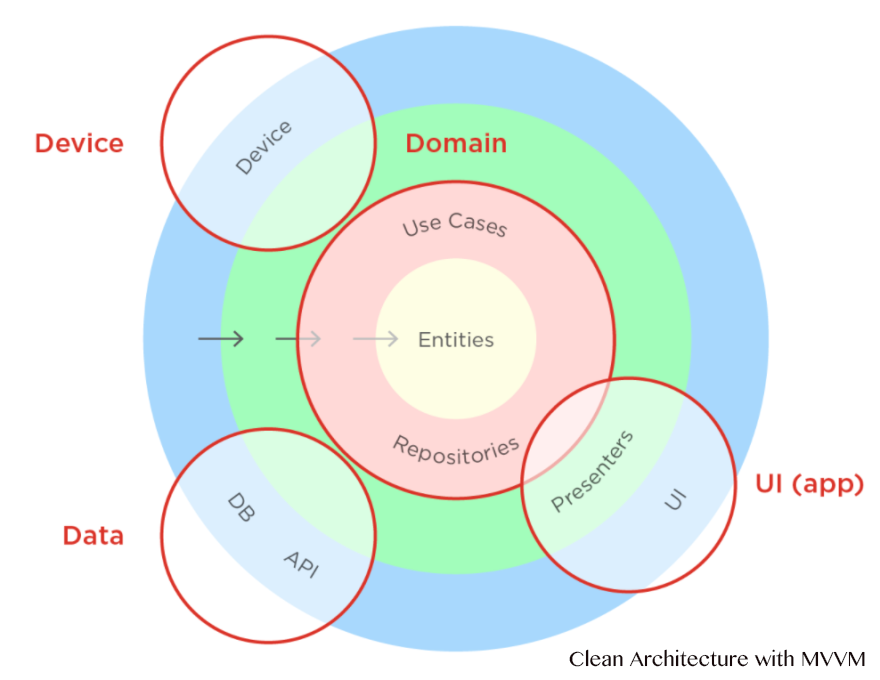 Device
Device
Domain
Use Cases
Entities
Repositories
Presenters
UI
UI (app)
DB
API
Data
Clean Architecture with MVVM